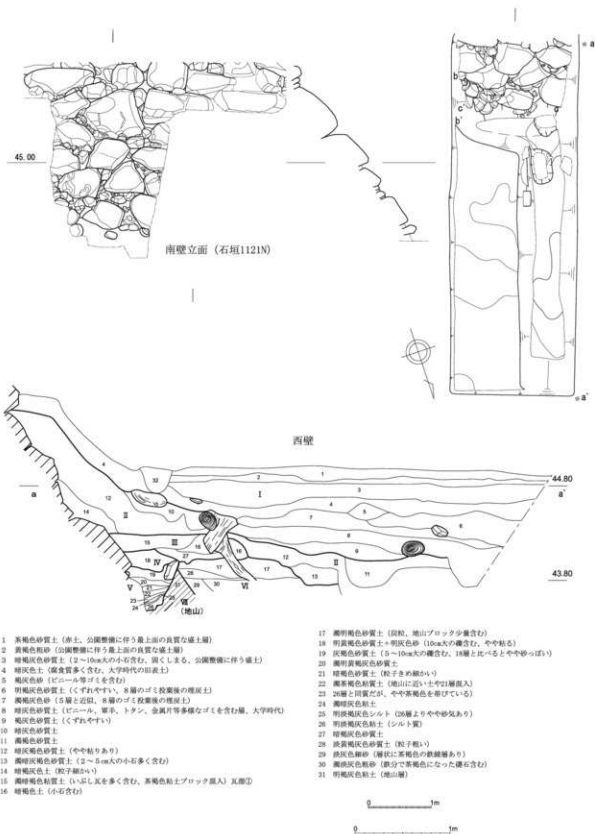 a
b
c'
b'
a
45.00
南壁立面（石垣1121N）
a'
西壁
44.80
a
a'
43.80
（地山）
1 茶褐色砂質土（赤土、公園整備に伴う最上面の良質な盛土層）
2 黄褐色粗砂（公園整備に伴う最上面の良質な盛土層）
3 暗褐灰色砂質土（2～10cm大の小石含む、固くしまる、公園整備に伴う盛土）
4 暗灰色土（腐食質多く含む、大学時代の旧表土）
5 褐灰色砂（ビニール等ゴミを含む）
6 明褐灰色砂質土（くずれやすい、8層のゴミ投棄後の埋戻土）
7 濁褐灰色砂（5層と近似、8層のゴミ投棄後の埋戻土）
8 暗灰色砂質土（ビニール、軍手、トタン、金属片等多様なゴミを含む層、大学時代）
9 褐灰色砂質土（くずれやすい）
10 暗灰色砂質土
11 濁褐色砂質土
12 暗灰褐色砂質土（やや粘りあり）
13 濁暗灰褐色砂質土（2～5cm大の小石多く含む）
14 暗褐灰色土（粒子細かい）
15 濁暗褐色粘質土（いぶし瓦を多く含む、茶褐色粘土ブロック混入）瓦溜①
16 暗褐色土（小石含む）
17 濁明褐色砂質土（炭粒、地山ブロック少量含む）
18 明黄褐色砂質土＋明灰色砂（10cm大の礫含む、やや粘る）
19 灰褐色砂質土（5～10cm大の礫含む、18層と比べるとやや砂っぽい）
20 濁明黄褐灰色砂質土
21 暗褐色砂質土（粒子きめ細かい）
22 濁茶褐色粘質土（地山に近い土や21層混入）
23 26層と同質だが、やや茶褐色を帯びている
24 濁暗灰色粘土
25 明淡褐灰色シルト（26層よりやや砂気あり）
26 明淡褐灰色粘土（シルト質）
27 暗褐灰色砂質土
28 淡黄褐灰色砂質土（粒子粗い）
29 淡灰色細砂（層状に茶褐色の鉄錆層あり）
30 濁淡灰色粗砂（鉄分で茶褐色になった礫石含む）
31 明褐灰色粘土（地山層）
0 1m
0 1m